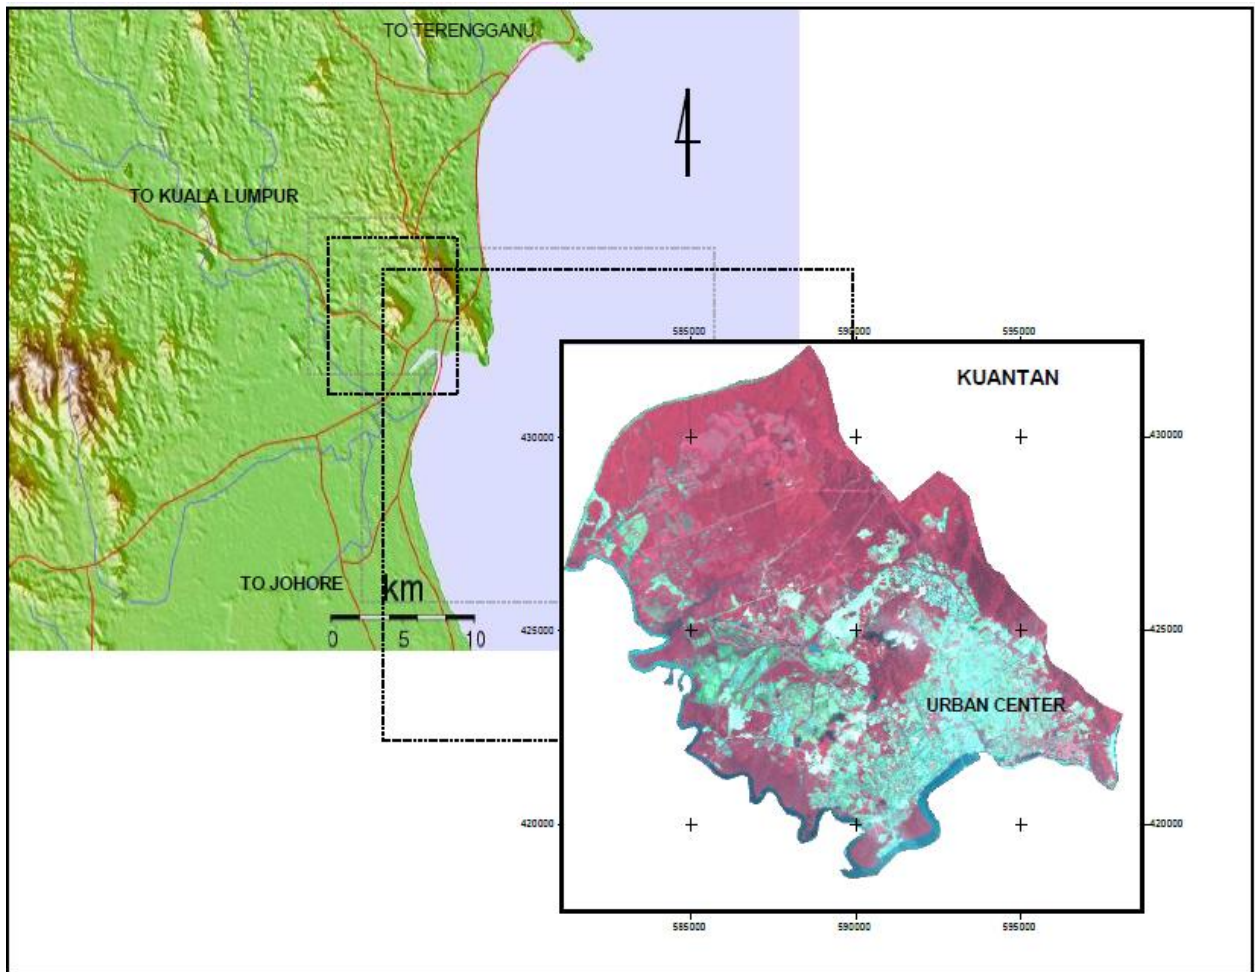 TO TERENGGANU
TO KUALA LUMPUR
585000 590000 595000
KUANTAN
430000 430000
TO JOHORE
km
0 5 10
425000 425000
URBAN CENTER
420000 420000
585000 590000 595000